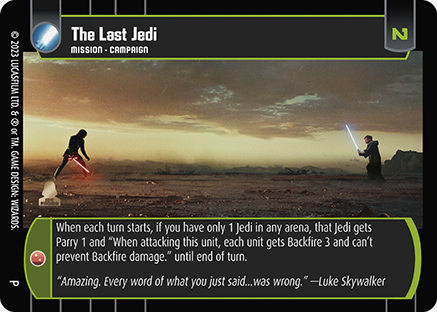 The Last Jedi
MISSION - CAMPAIGN
N
© 2023 LUCASFILM LTD. & ® or TM. GAME DESIGN: WIZARDS.
When each turn starts, if you have only 1 Jedi in any arena, that Jedi gets
Parry 1 and “When attacking this unit, each unit gets Backfire 3 and can’t
prevent Backfire damage.” until end of turn.
“Amazing. Every word of what you just said...was wrong.” —Luke Skywalker
P